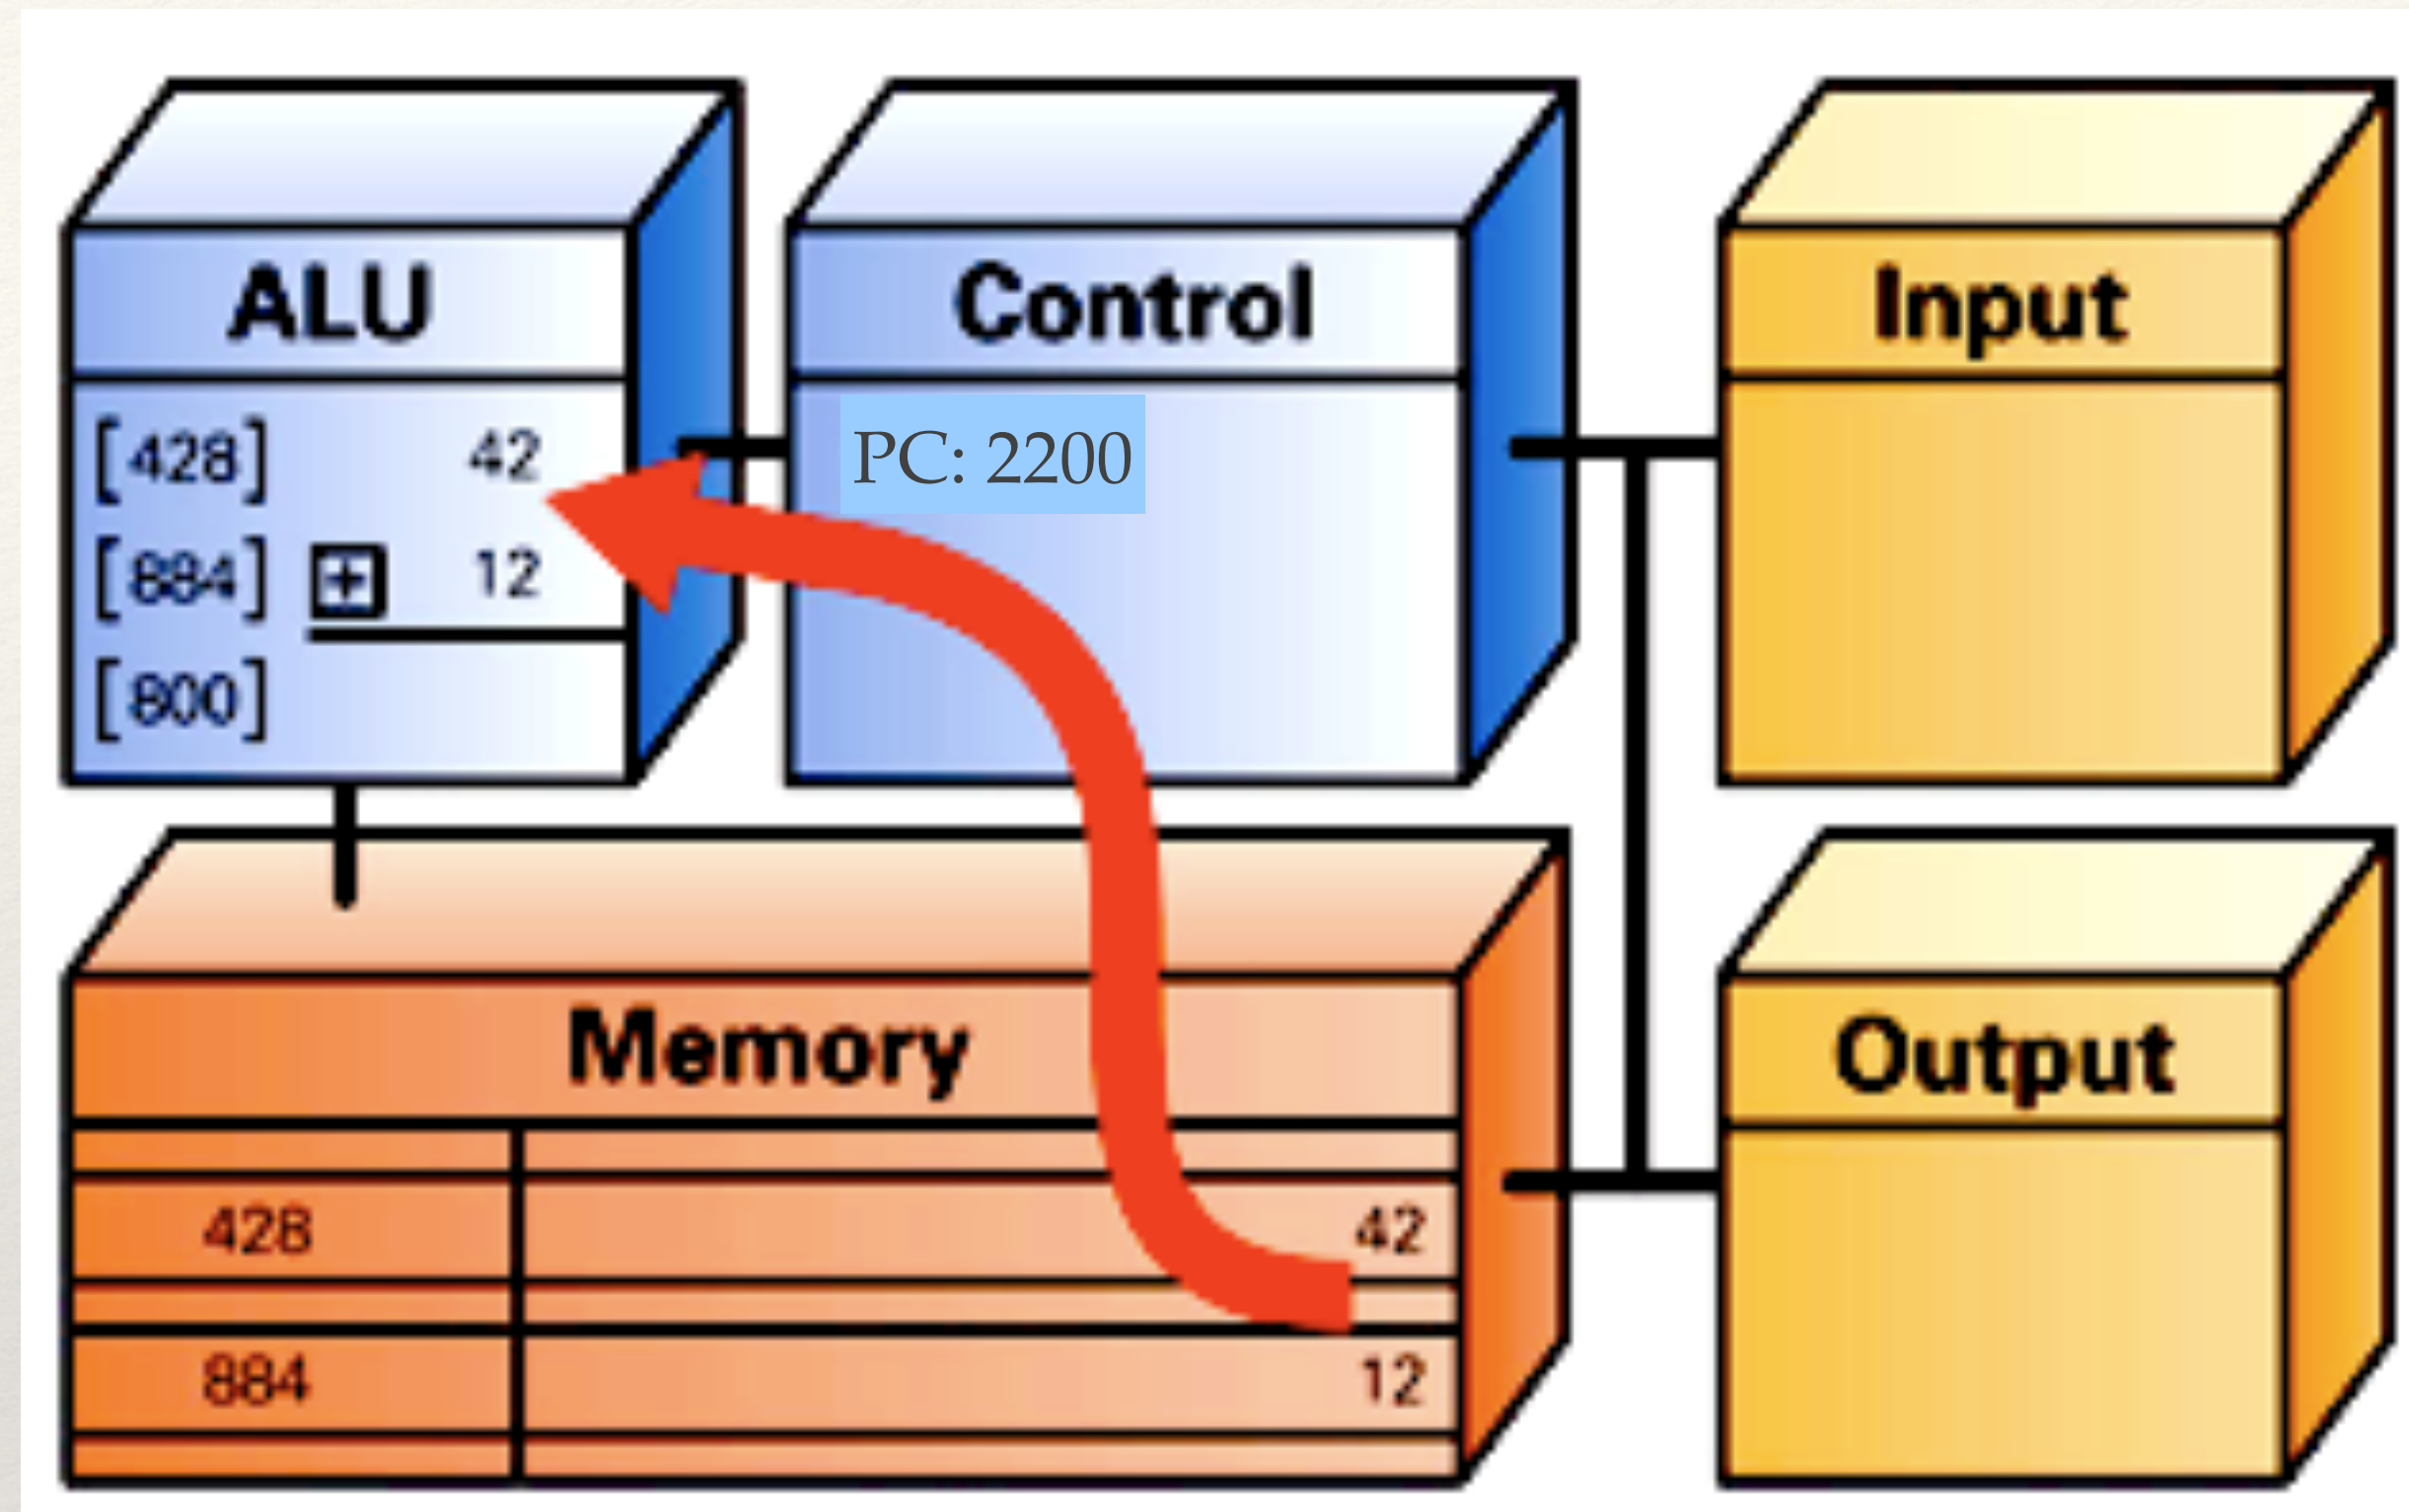 ALU
[428] 42
[884] + 12
[800]
Control
PC: 2200
Input
Memory
428 42
884 12
Output